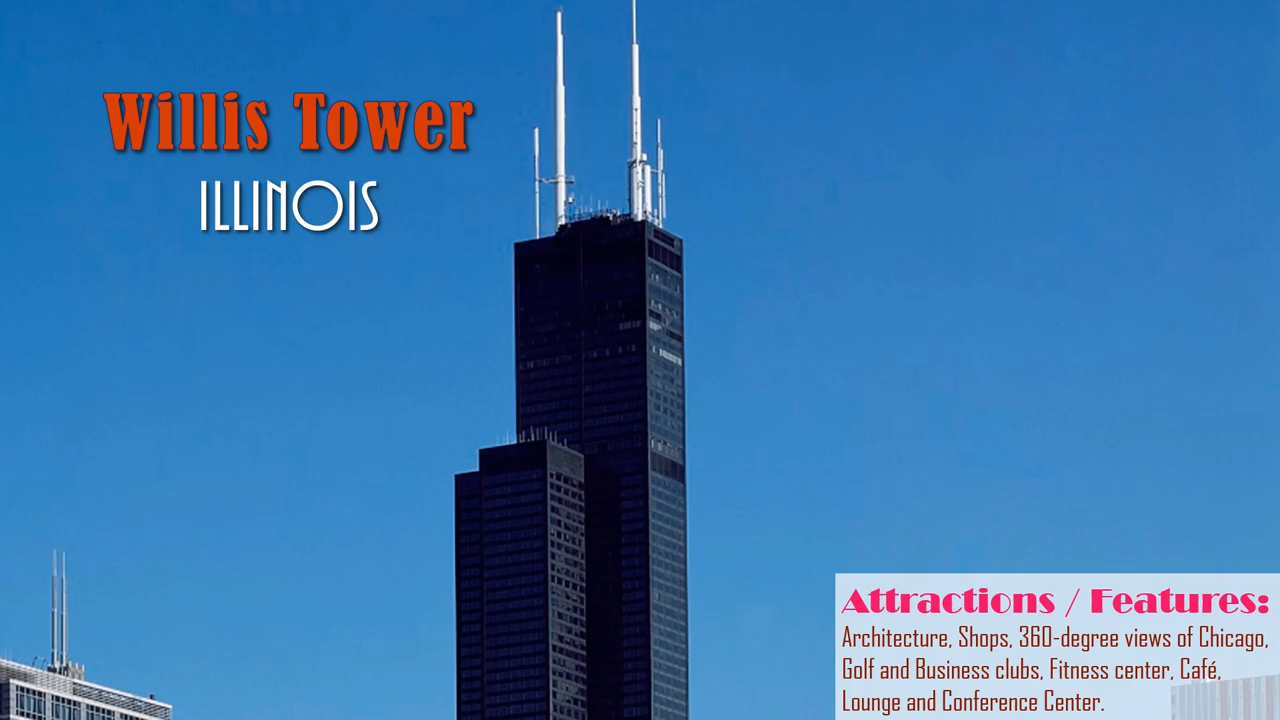 Willis Tower
ILLINOIS
Attractions / Features:
Architecture, Shops, 360-degree views of Chicago,
Golf and Business clubs, Fitness center, Café,
Lounge and Conference Center.